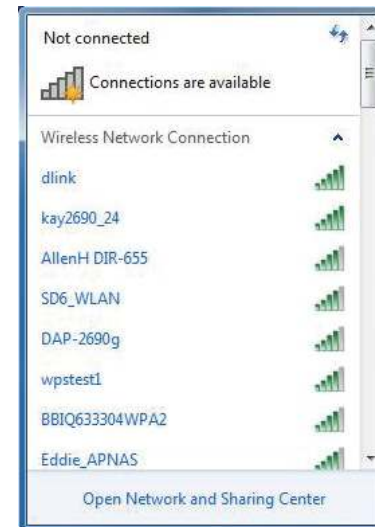 Not connected
Connections are available
Wireless Network Connection
dlink
kay2690_24
AllenH DIR-655
SD6_WLAN
DAP-2690g
wpstest1
BBIQ633304WPA2
Eddie_APNAS
Open Network and Sharing Center